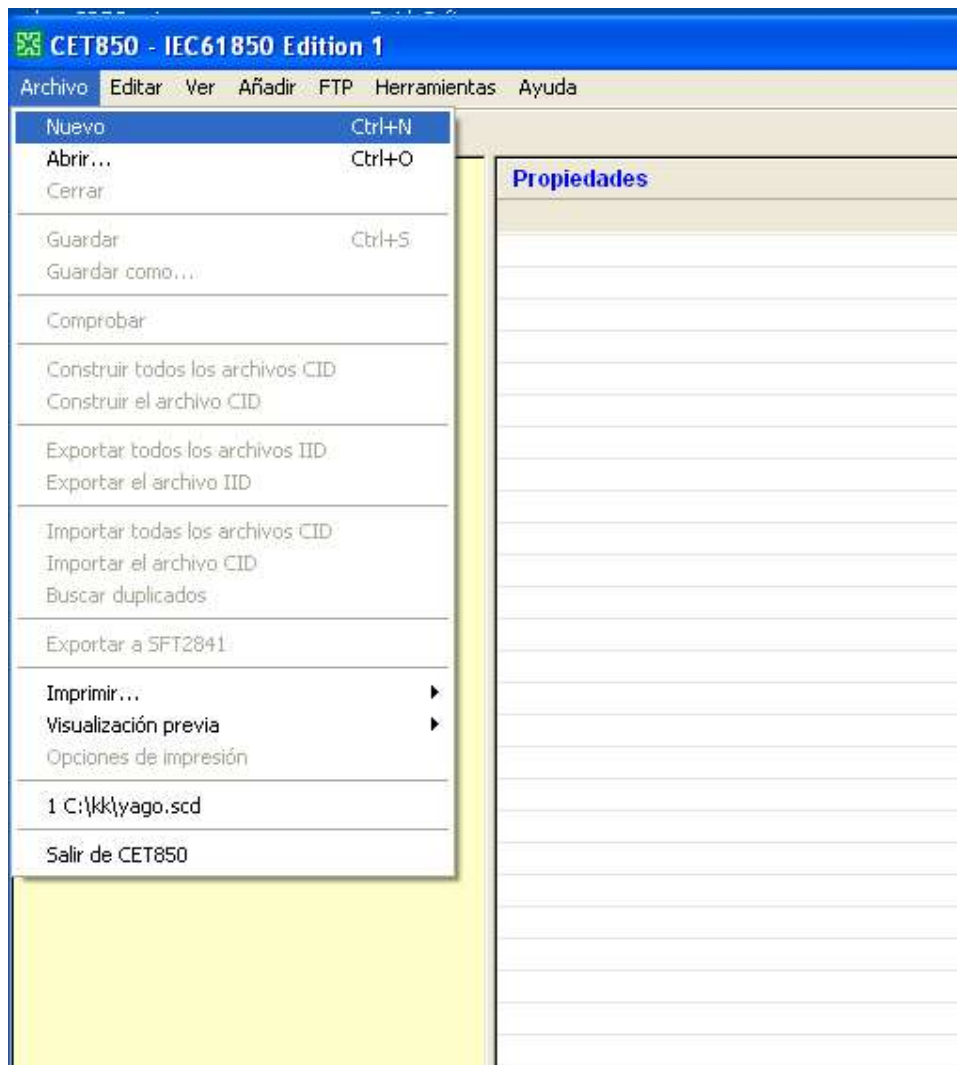 CET850 - IEC61850 Edition 1
Archivo Editar Ver Añadir FTP Herramientas Ayuda
Nuevo Ctrl+N
Abrir... Ctrl+O
Cerrar
Propiedades
Guardar Ctrl+S
Guardar como...
Comprobar
Construir todos los archivos CID
Construir el archivo CID
Exportar todos los archivos IID
Exportar el archivo IID
Importar todas los archivos CID
Importar el archivo CID
Buscar duplicados
Exportar a SFT2841
Imprimir...
Visualización previa
Opciones de impresión
1 C:\kk\yago.scd
Salir de CET850